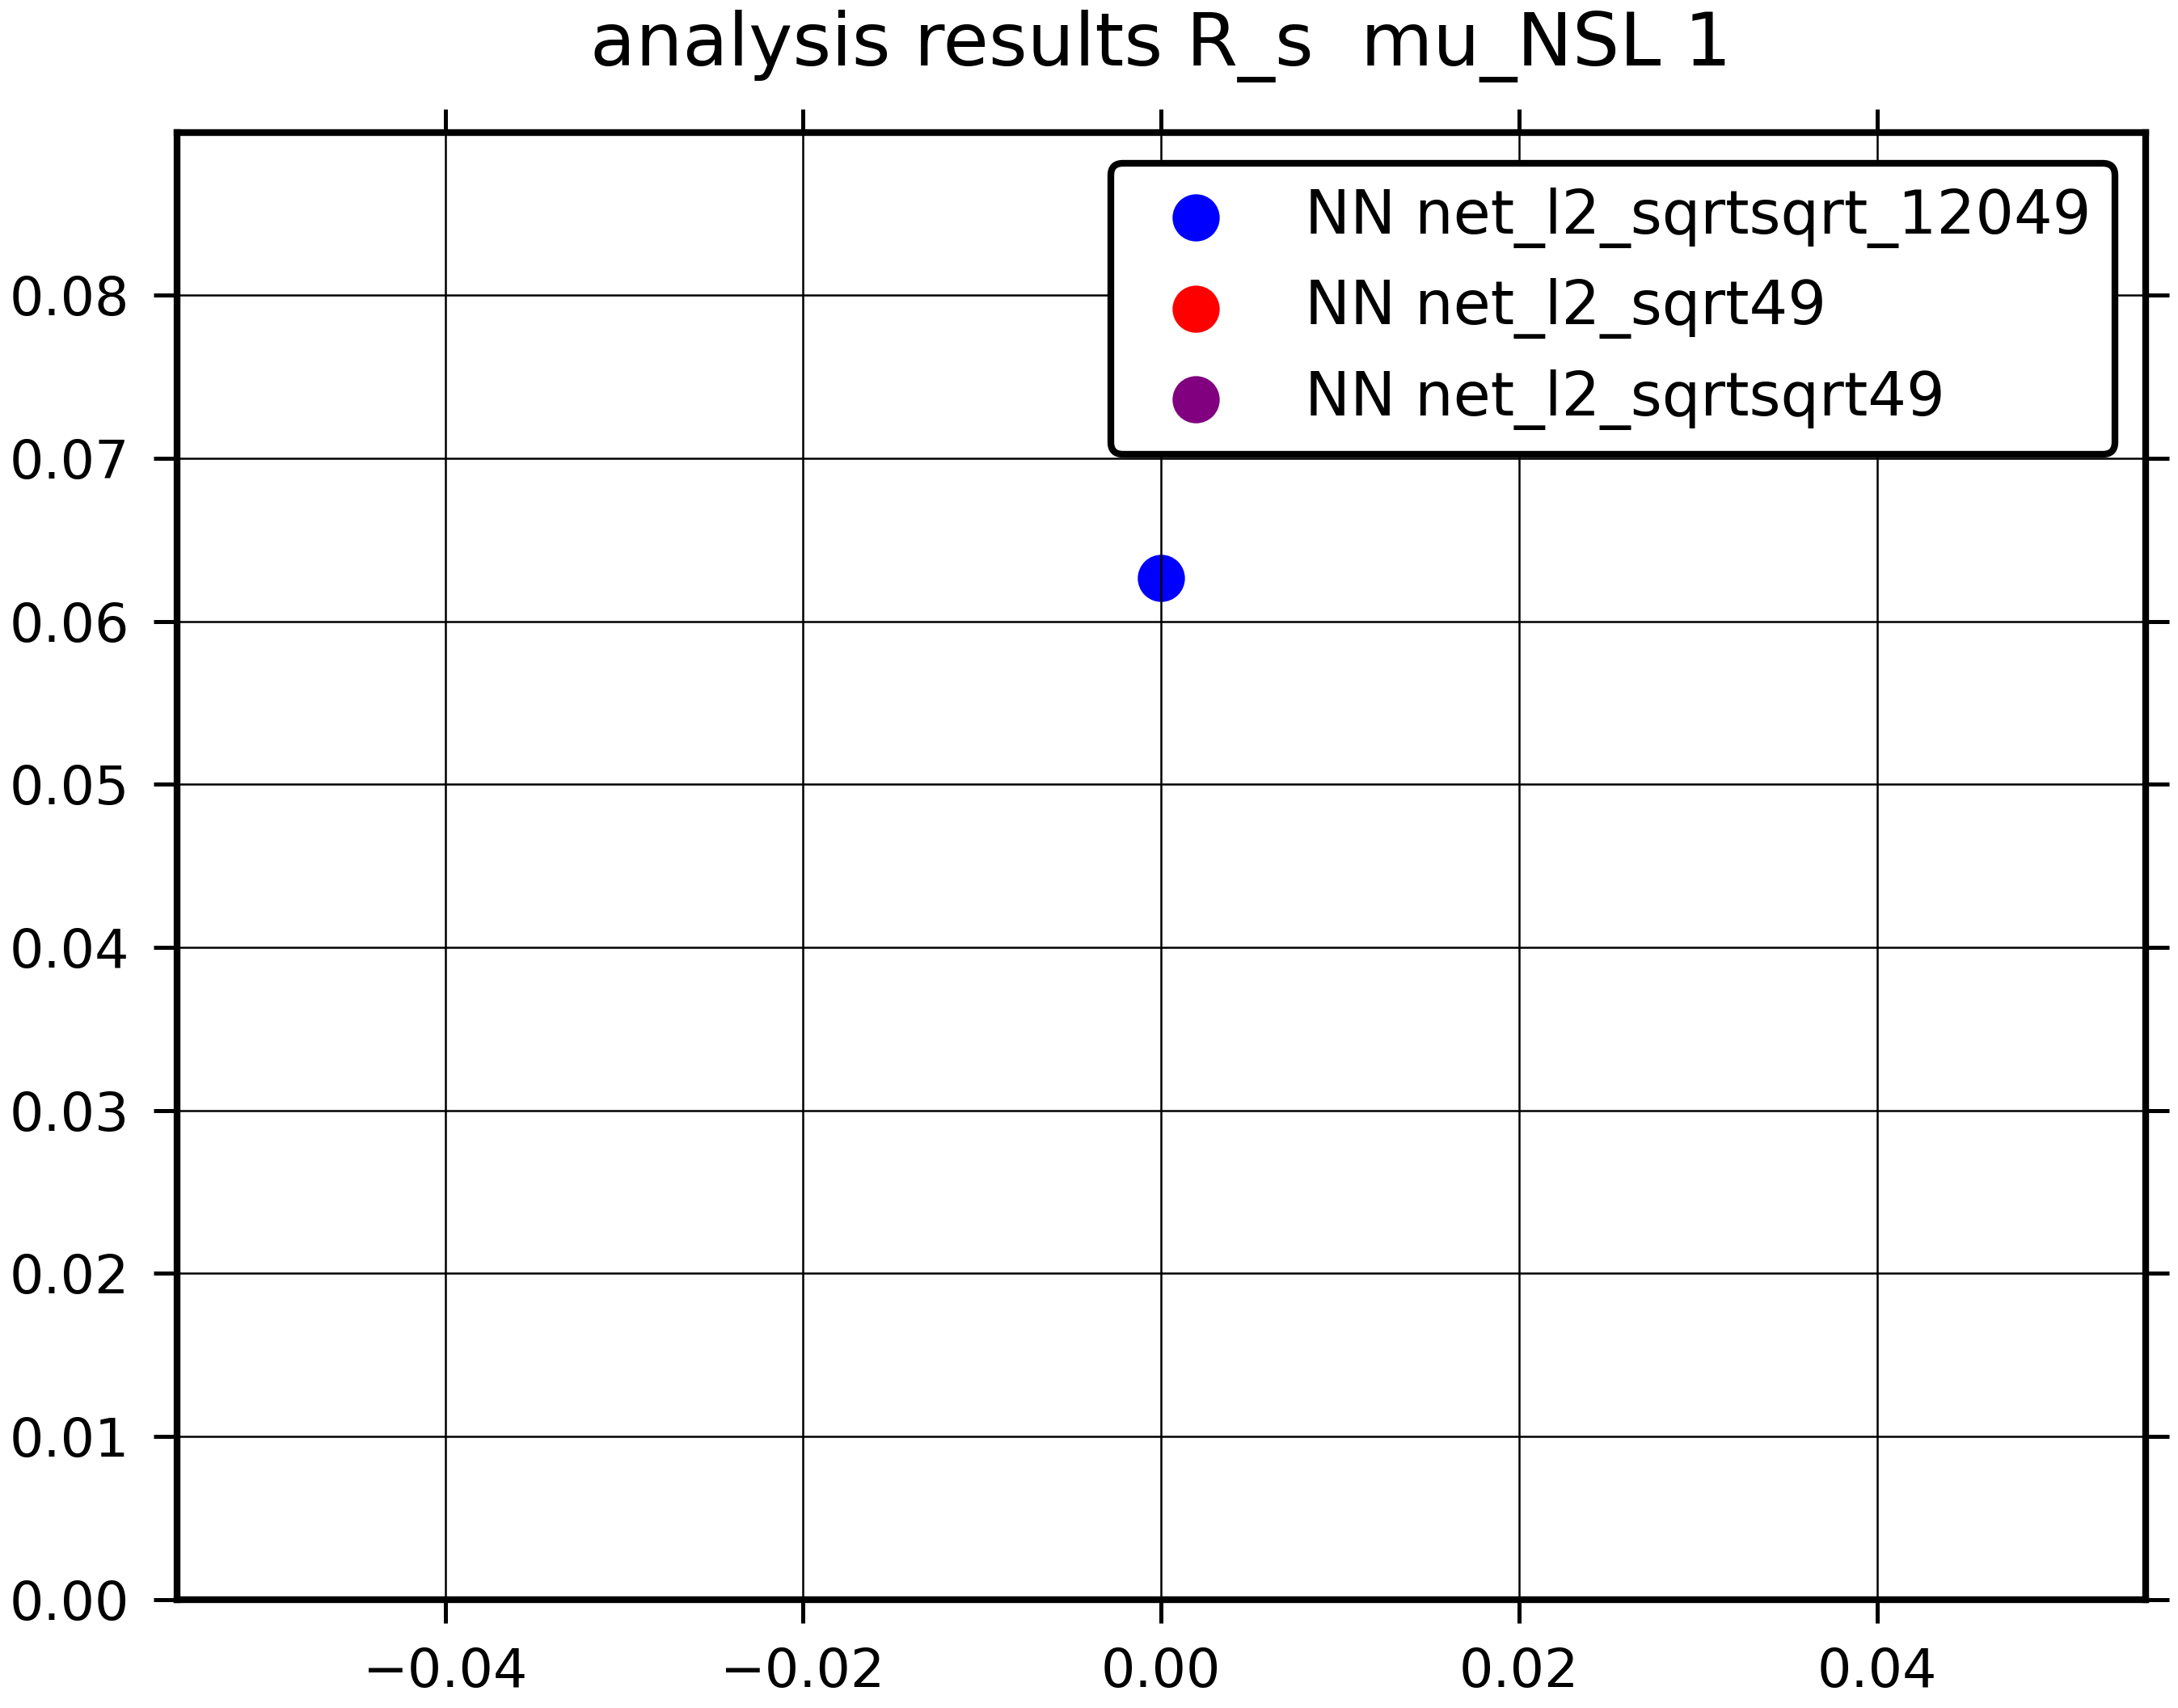 analysis results R_s  mu_NSL 1
NN net_l2_sqrtsqrt_12049
NN net_l2_sqrt49
NN net_l2_sqrtsqrt49
0.08
0.07
0.06
0.05
0.04
0.03
0.02
0.01
0.00
−0.04 −0.02 0.00 0.02 0.04